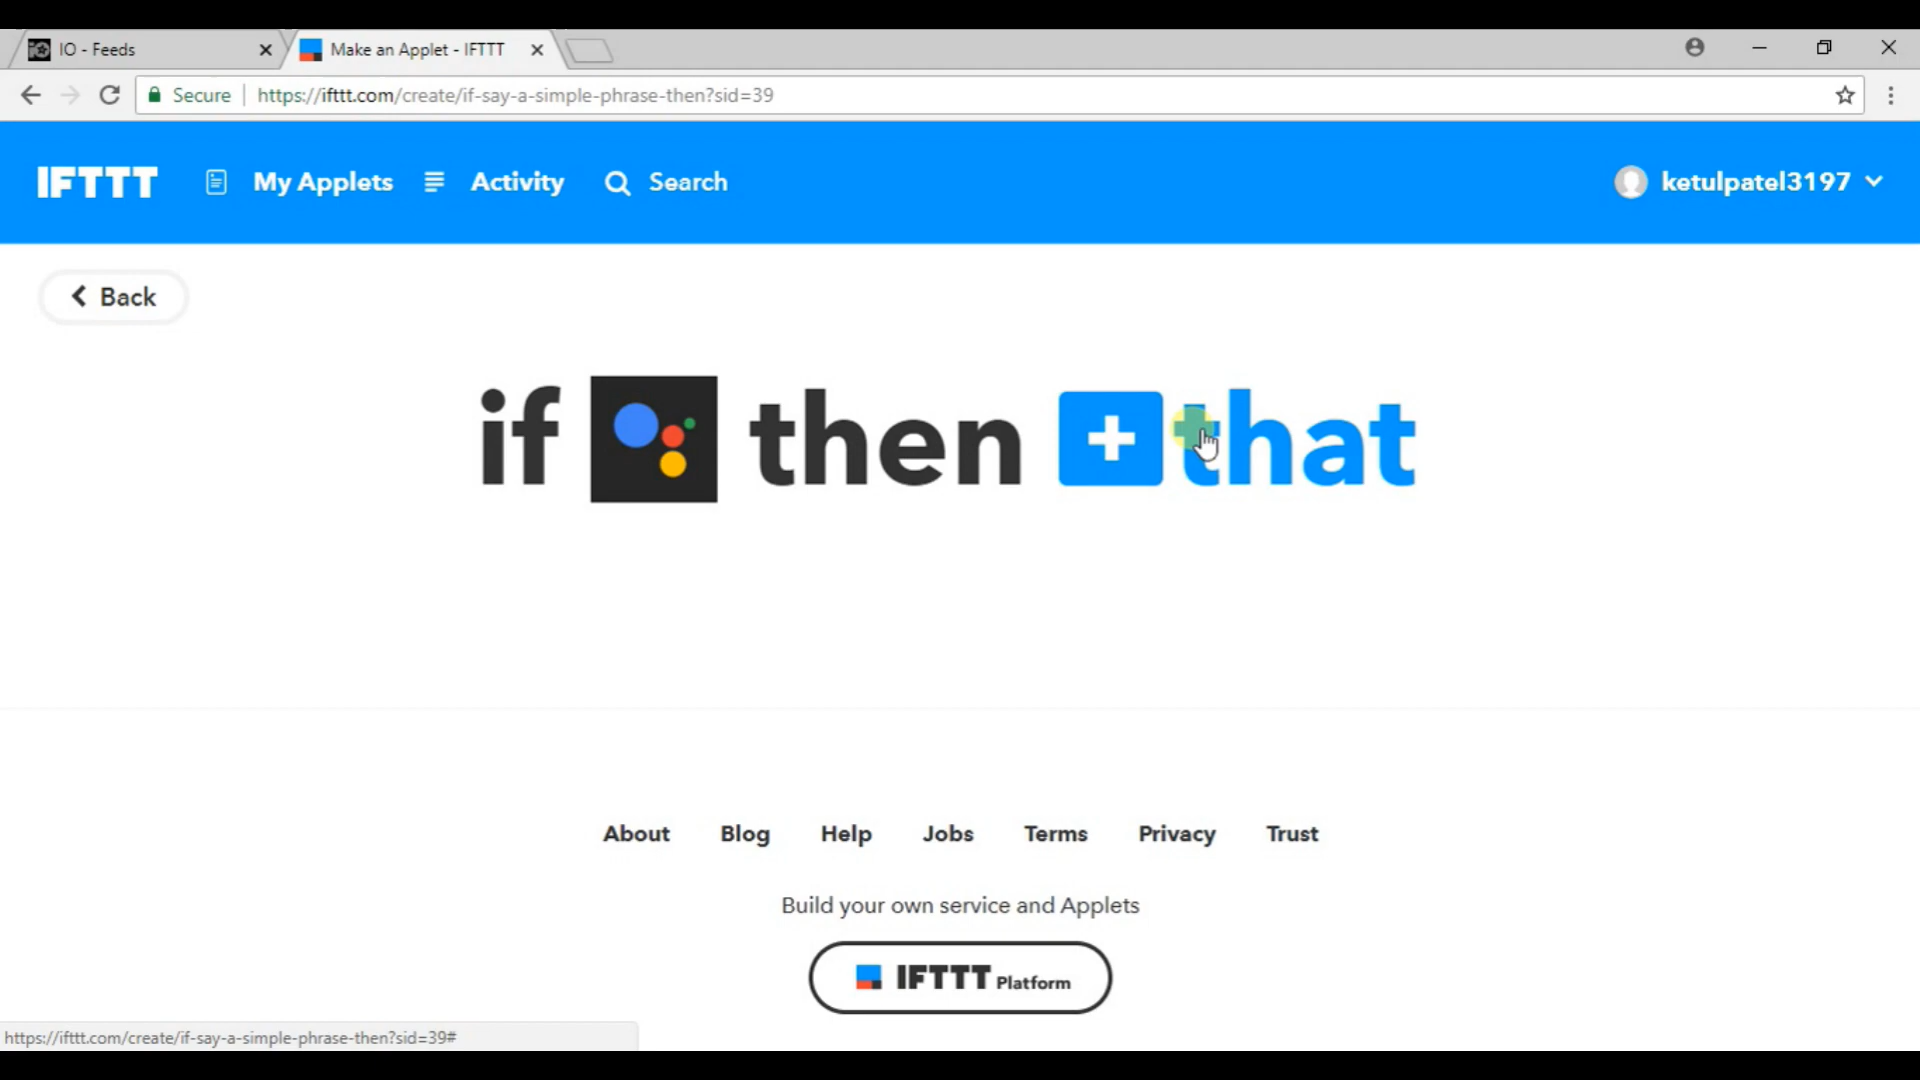 IO - Feeds
Make an Applet - IFTTT
Secure https://ifttt.com/create/if-say-a-simple-phrase-then?sid=39
IFTTT My Applets Activity Search ketulpatel3197
Back
if then that
About Blog Help Jobs Terms Privacy Trust
Build your own service and Applets
IFTTT Platform
https://ifttt.com/create/if-say-a-simple-phrase-then?sid=39#